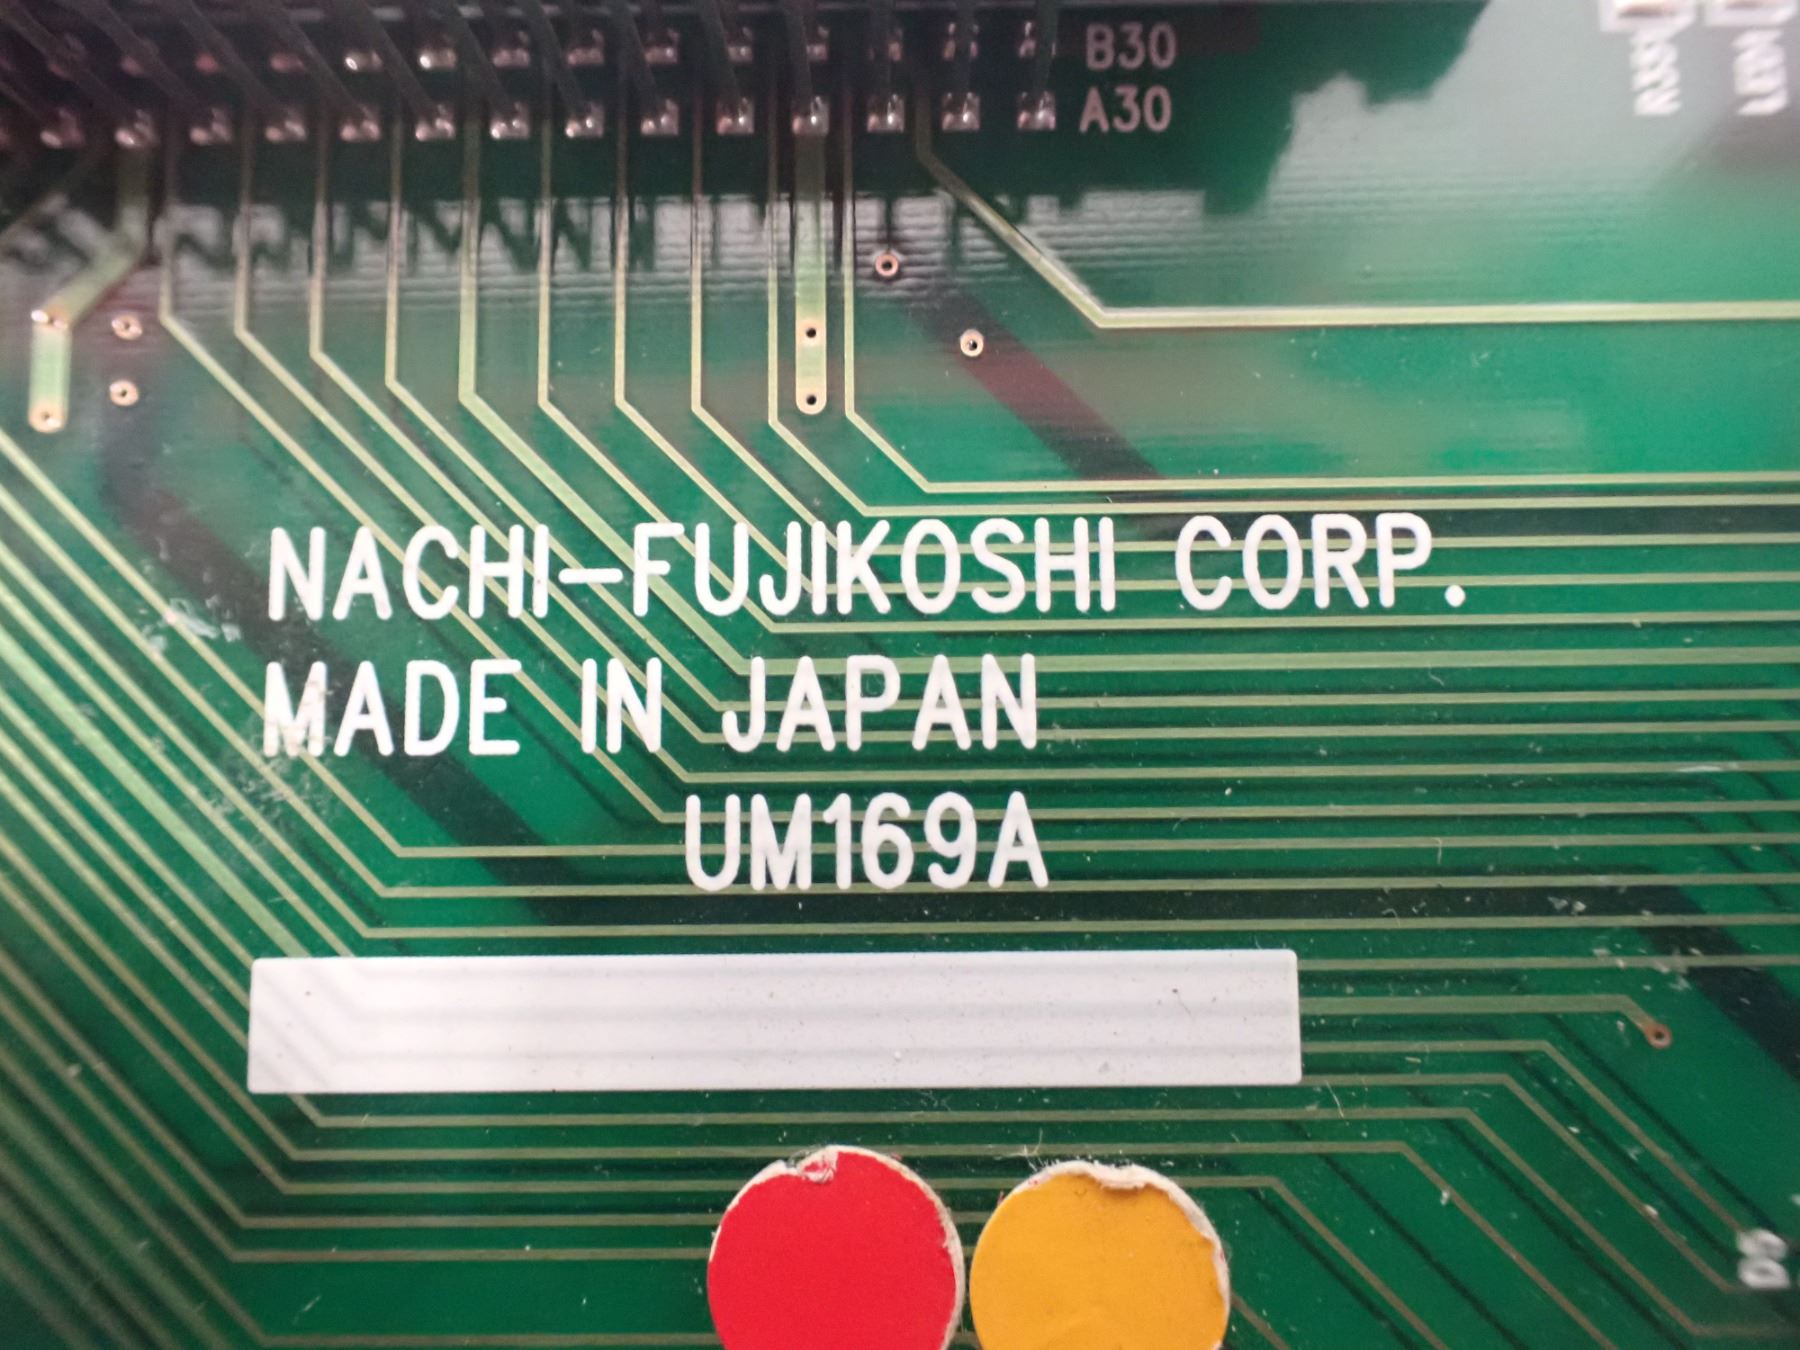 B30
A30
NACHI-FUJIKOSHI CORP.
MADE IN JAPAN
UM169A